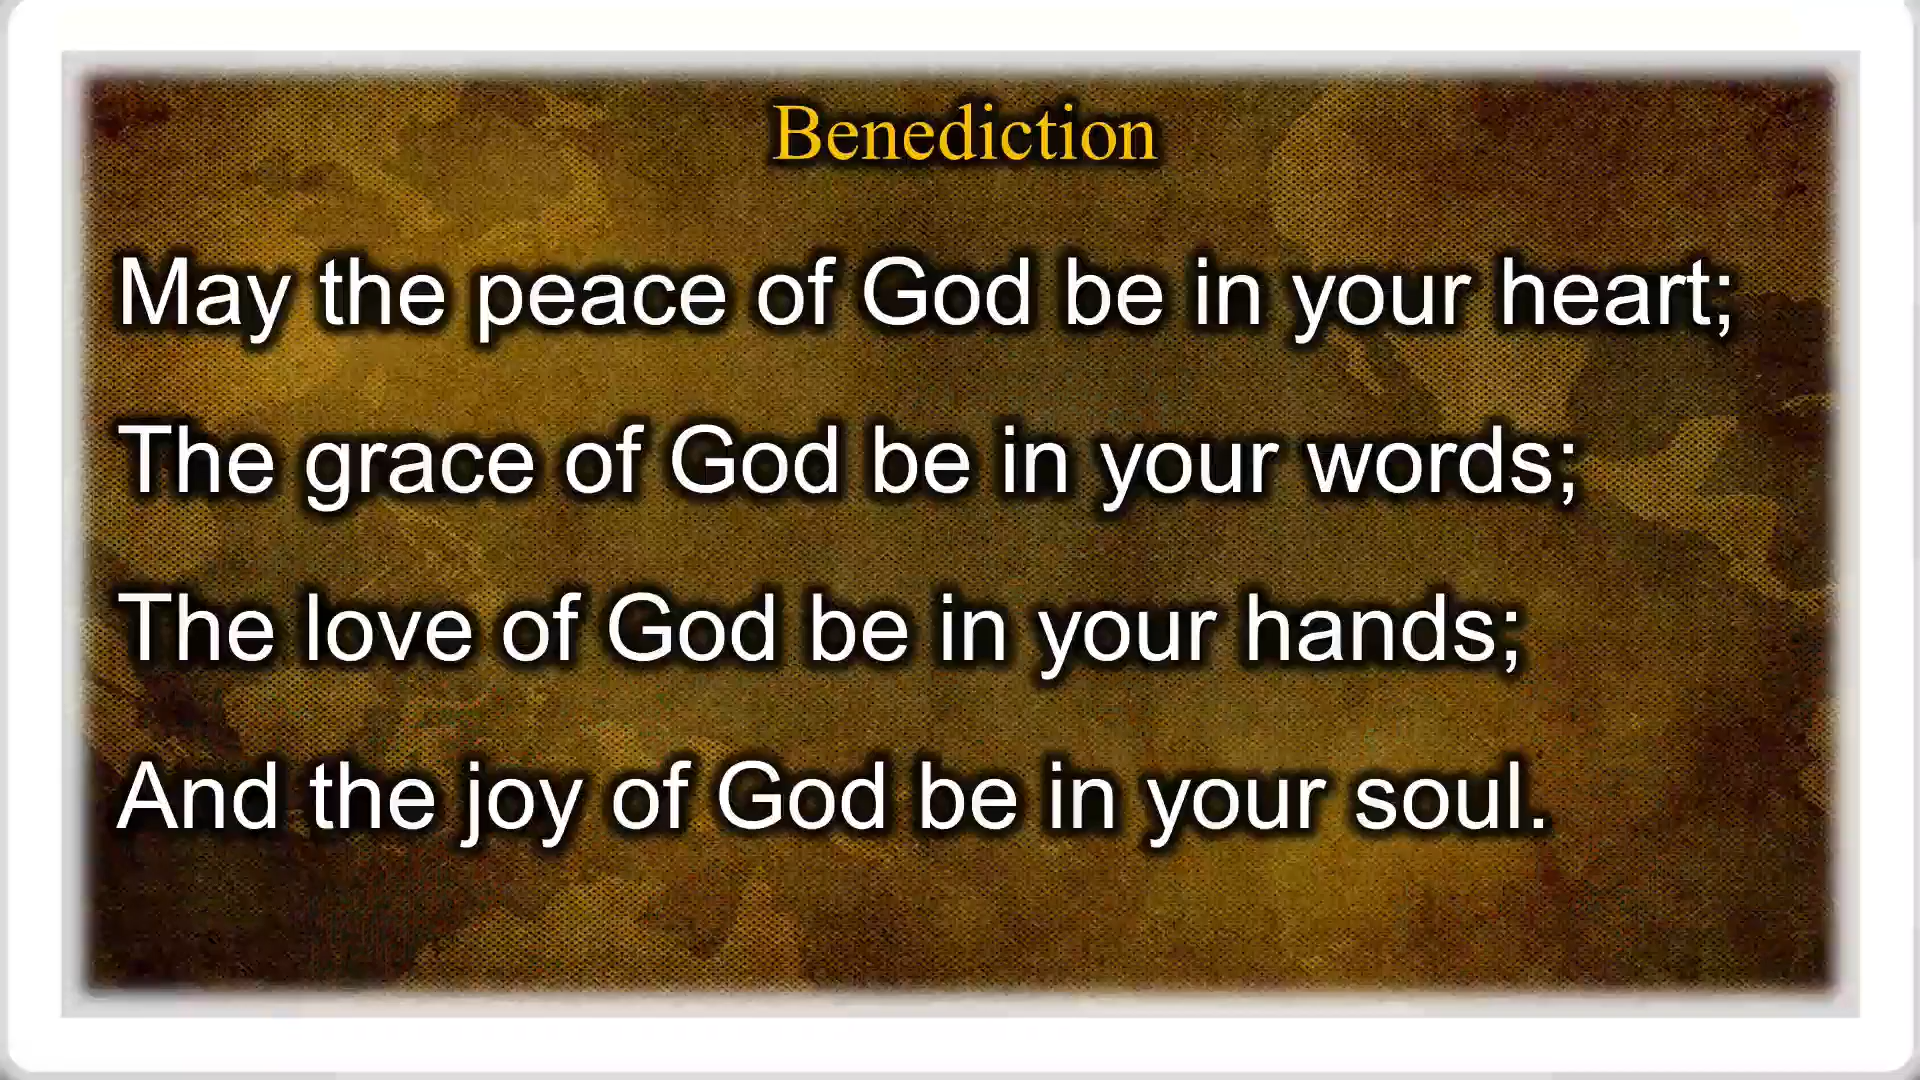 Benediction
May the peace of God be in your heart;
The grace of God be in your words;
The love of God be in your hands;
And the joy of God be in your soul.